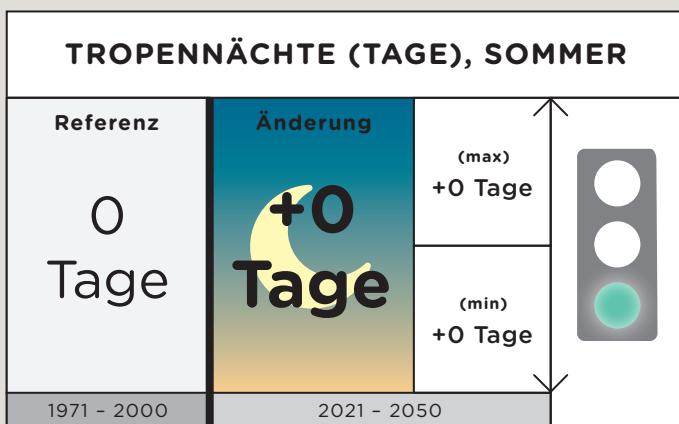 TROPENNÄCHTE (TAGE), SOMMER
Referenz
0
Tage
Änderung
+0
Tage
(max)
+0 Tage
(min)
+0 Tage
1971 – 2000
2021 – 2050